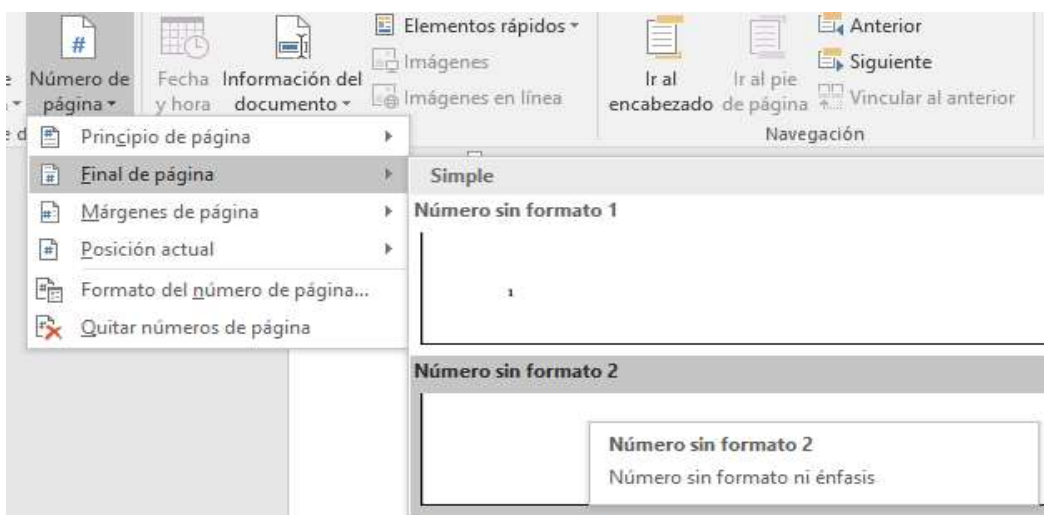 Número de
página
Fecha
y hora
Información del
documento
Elementos rápidos
Imágenes
Imágenes en línea
Ir al
encabezado
Ir al pie
de página
Anterior
Siguiente
Vincular al anterior
Navegación
Principio de página
Final de página
Márgenes de página
Posición actual
Formato del número de página...
Quitar números de página
Simple
Número sin formato 1
1
Número sin formato 2
Número sin formato 2
Número sin formato ni énfasis